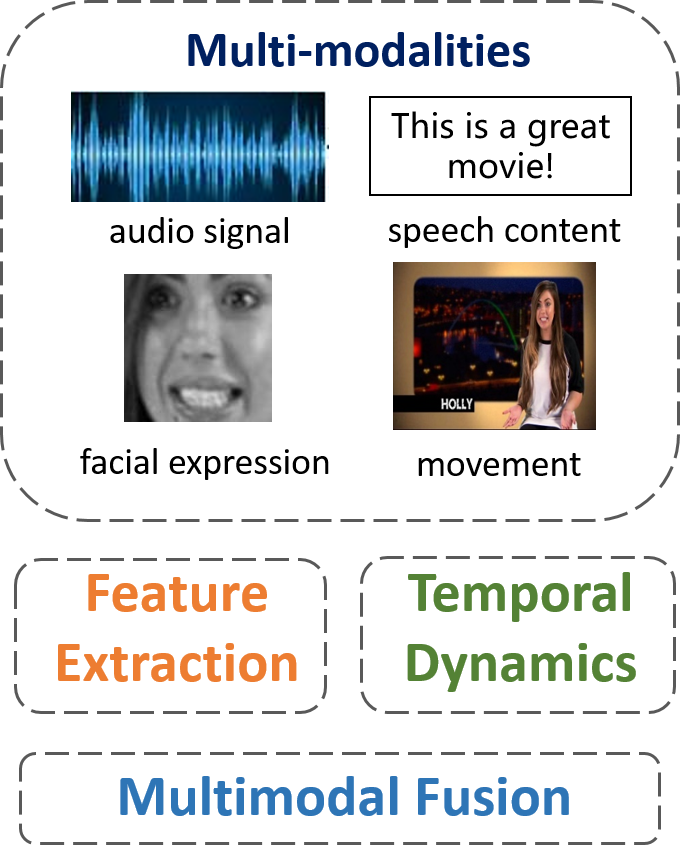 Multi-modalities
This is a great
movie!
audio signal
speech content
HOLLY
facial expression
movement
Feature
Extraction
Temporal
Dynamics
Multimodal Fusion